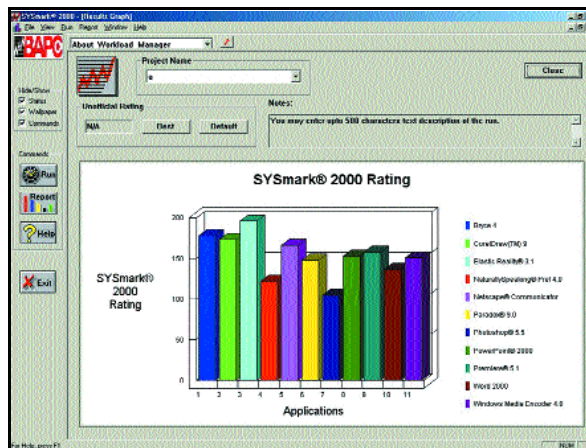 SYSmark® 2000 - [Results Graph]
File View Run Report Window Help
BAPCo
About Workload Manager
Project Name
e
Close
Hide/Show
Status
Wallpaper
Commands
Unofficial Rating
N/A
Best
Default
Notes:
You may enter upto 500 characters text description of the run.
Commands
Run
Report
Help
Exit
SYSmark® 2000 Rating
SYSmark®
2000
Rating
200
150
100
50
0
1 2 3 4 5 6 7 8 9 10 11
Applications
Bryce 4
CorelDraw(TM) 9
Elastic Reality® 3.1
NaturallySpeaking® Pref 4.0
Netscape® Communicator
Paradox® 9.0
Photoshop® 5.5
PowerPoint® 2000
Premiere® 5.1
Word 2000
Windows Media Encoder 4.0
For Help, press F1
NUM